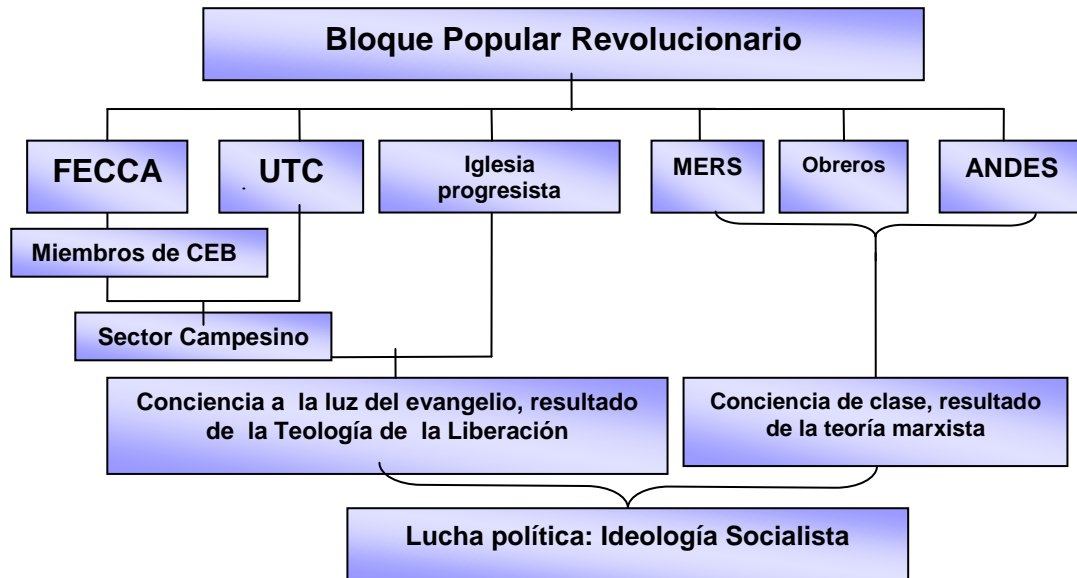 Bloque Popular Revolucionario
FECCA
UTC
Iglesia
progresista
MERS
Obreros
ANDES
Miembros de CEB
Sector Campesino
Conciencia a la luz del evangelio, resultado
de la Teología de la Liberación
Conciencia de clase, resultado
de la teoría marxista
Lucha política: Ideología Socialista